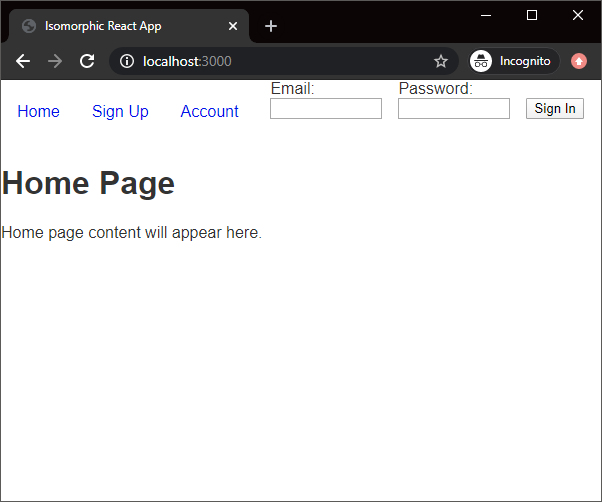 Isomorphic React App
localhost:3000
Incognito
Email:
Password:
Home
Sign Up
Account
Sign In
Home Page
Home page content will appear here.